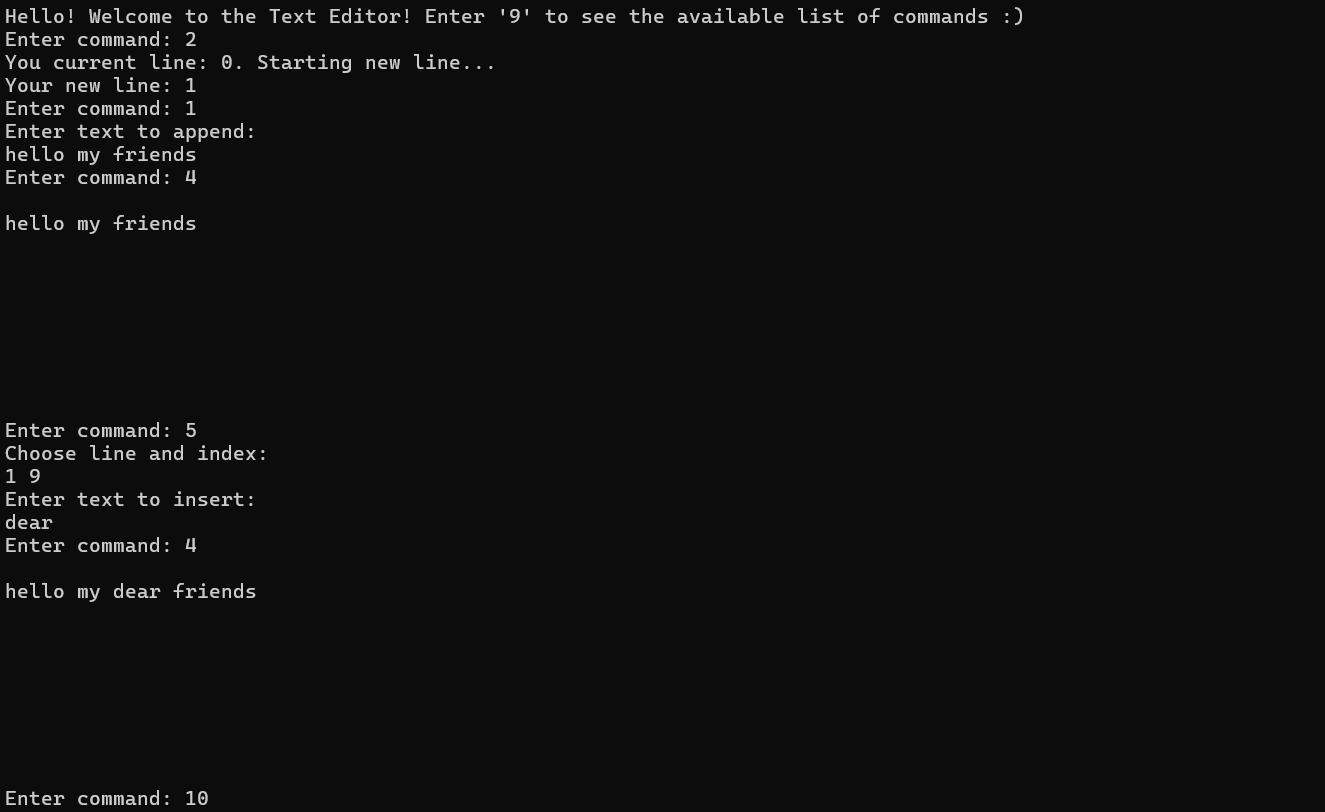 Hello! Welcome to the Text Editor! Enter '9' to see the available list of commands :)
Enter command: 2
You current line: 0. Starting new line...
Your new line: 1
Enter command: 1
Enter text to append:
hello my friends
Enter command: 4
hello my friends
Enter command: 5
Choose line and index:
1 9
Enter text to insert:
dear
Enter command: 4
hello my dear friends
Enter command: 10